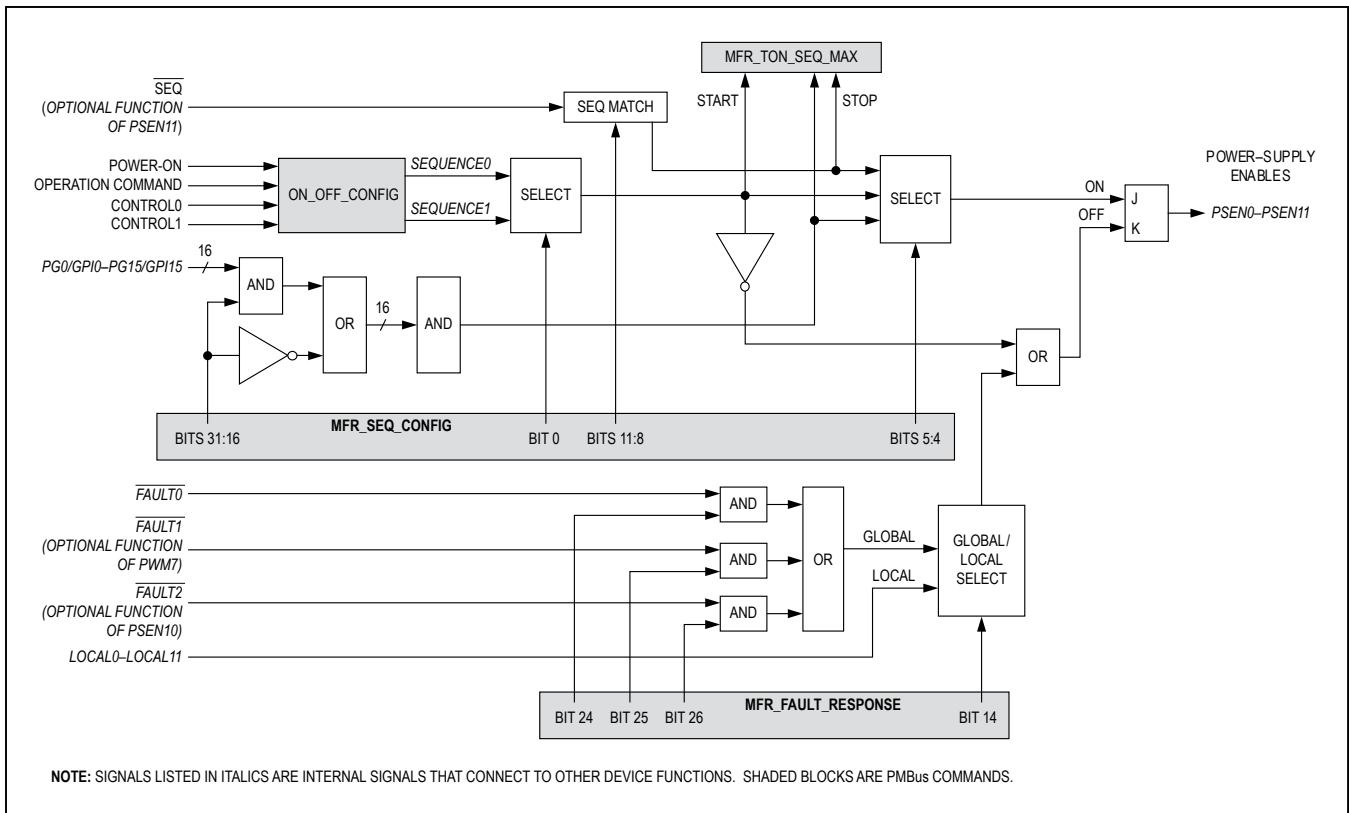 MFR_TON_SEQ_MAX
SEQ
(OPTIONAL FUNCTION
OF PSEN11)
SEQ MATCH
START
STOP
POWER-ON
OPERATION COMMAND
CONTROL0
CONTROL1
ON_OFF_CONFIG
SEQUENCE0
SEQUENCE1
SELECT
SELECT
POWER–SUPPLY
ENABLES
ON
OFF
J
K
PSEN0–PSEN11
PG0/GPI0–PG15/GPI15
16
AND
OR
16
AND
OR
MFR_SEQ_CONFIG
BITS 31:16
BIT 0
BITS 11:8
BITS 5:4
FAULT0
FAULT1
(OPTIONAL FUNCTION
OF PWM7)
FAULT2
(OPTIONAL FUNCTION
OF PSEN10)
LOCAL0–LOCAL11
AND
AND
AND
OR
GLOBAL
LOCAL
GLOBAL/
LOCAL
SELECT
MFR_FAULT_RESPONSE
BIT 24
BIT 25
BIT 26
BIT 14
NOTE: SIGNALS LISTED IN ITALICS ARE INTERNAL SIGNALS THAT CONNECT TO OTHER DEVICE FUNCTIONS. SHADED BLOCKS ARE PMBus COMMANDS.